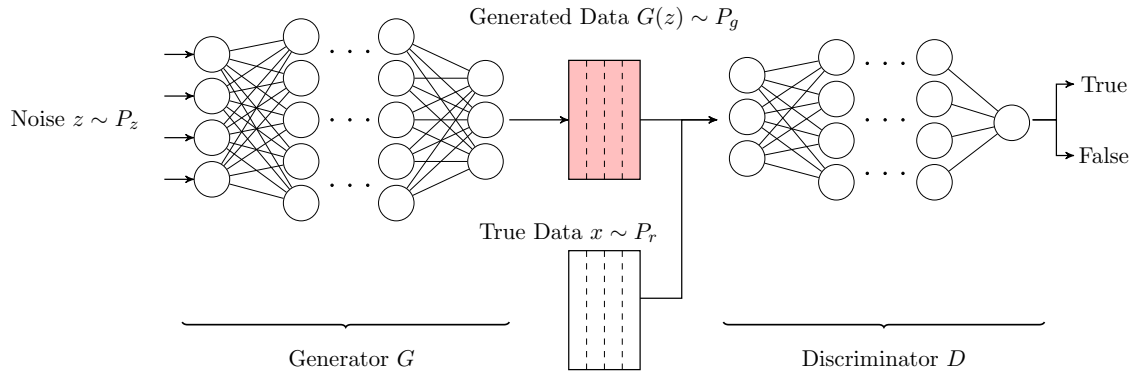 Generated Data G(z) ∼ P_g
True
Noise z ∼ P_z
False
True Data x ∼ P_r
Generator G
Discriminator D